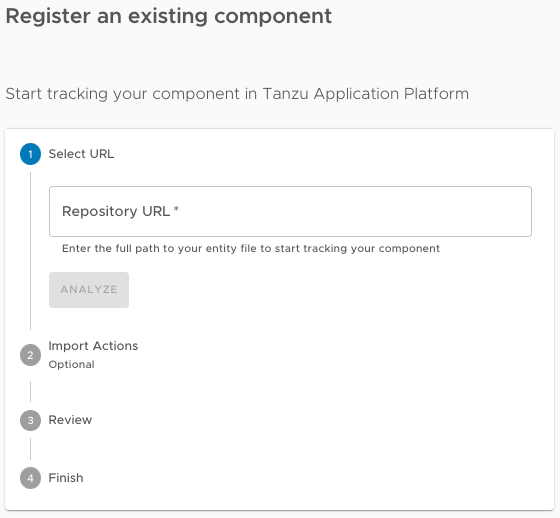 Register an existing component
Start tracking your component in Tanzu Application Platform
1 Select URL
Repository URL *
Enter the full path to your entity file to start tracking your component
ANALYZE
2 Import Actions
Optional
3 Review
4 Finish